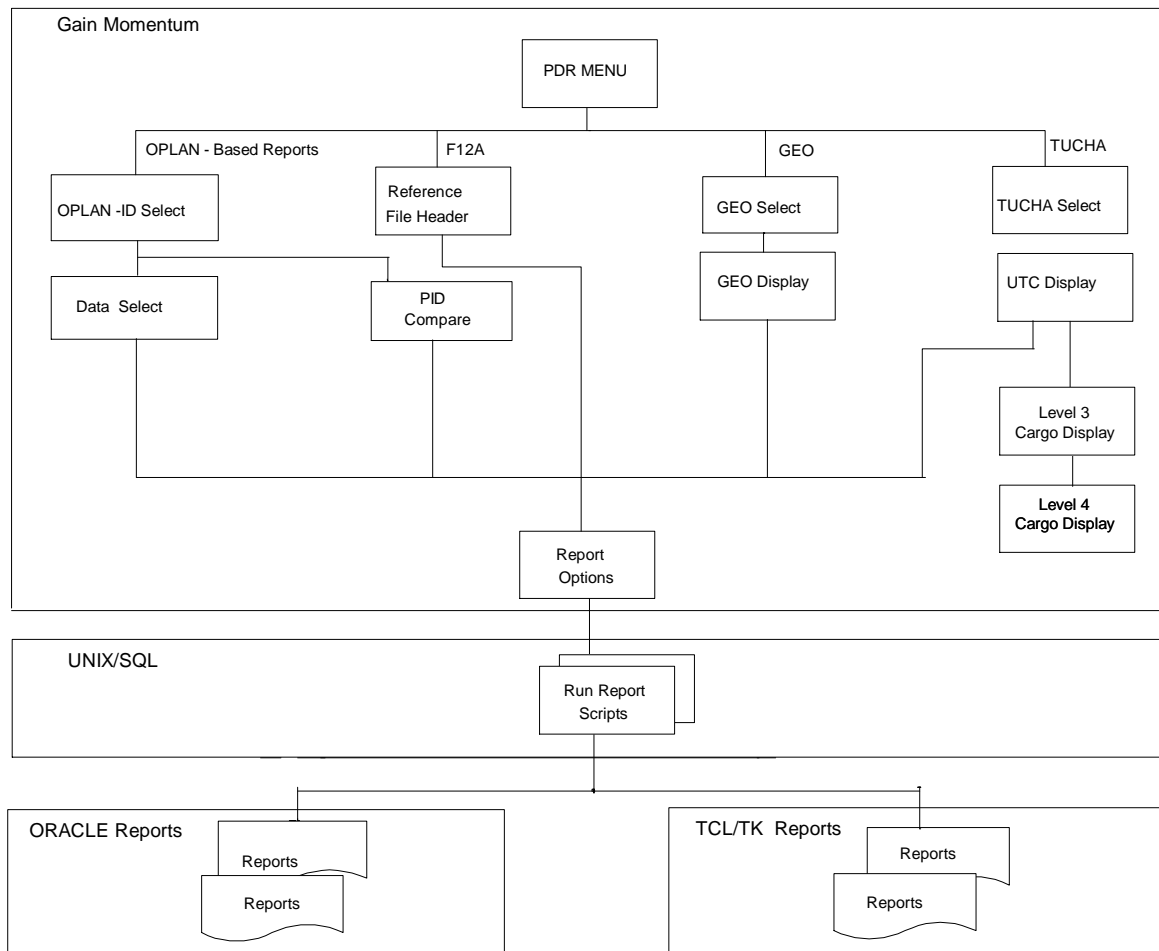 Gain Momentum
PDR MENU
OPLAN - Based Reports
F12A
GEO
TUCHA
OPLAN -ID Select
Reference
File Header
GEO Select
TUCHA Select
Data Select
PID
Compare
GEO Display
UTC Display
Level 3
Cargo Display
Level 4
Cargo Display
Report
Options
UNIX/SQL
Run Report
Scripts
ORACLE Reports
Reports
Reports
TCL/TK Reports
Reports
Reports